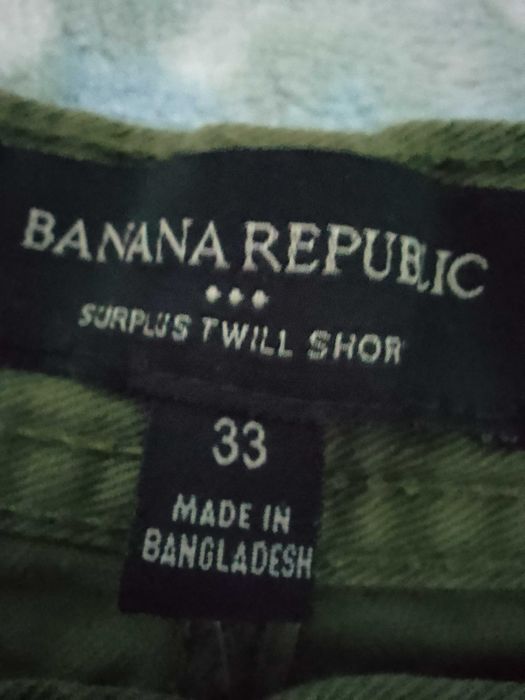 BANANA REPUBLIC
SURPLUS TWILL SHOR
33
MADE IN
BANGLADESH